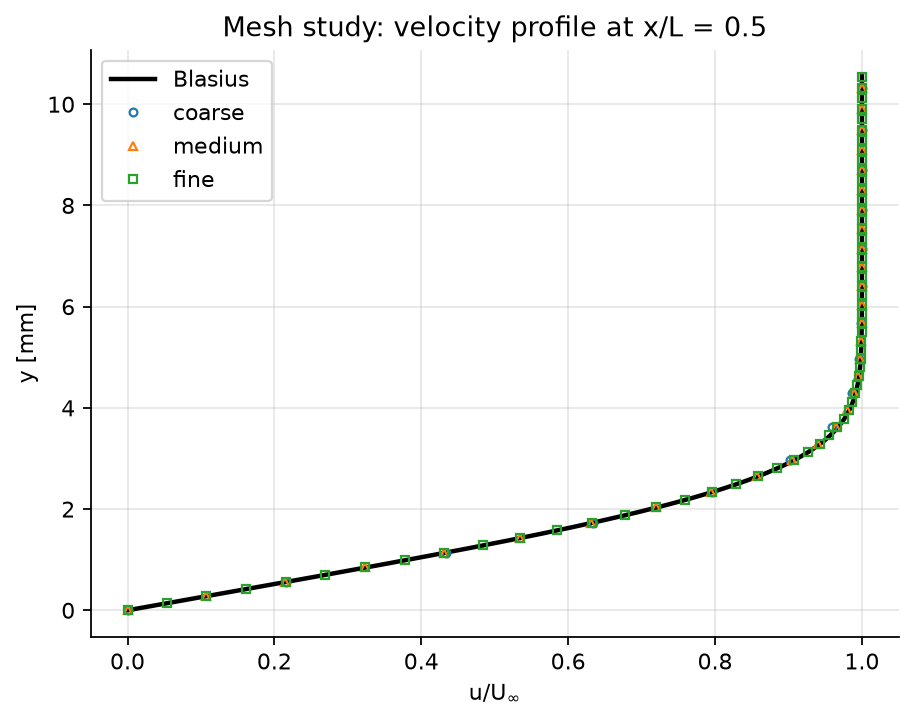 Mesh study: velocity profile at x/L = 0.5
Blasius
coarse
medium
fine
y [mm]
10
8
6
4
2
0
0.0 0.2 0.4 0.6 0.8 1.0
u/U∞